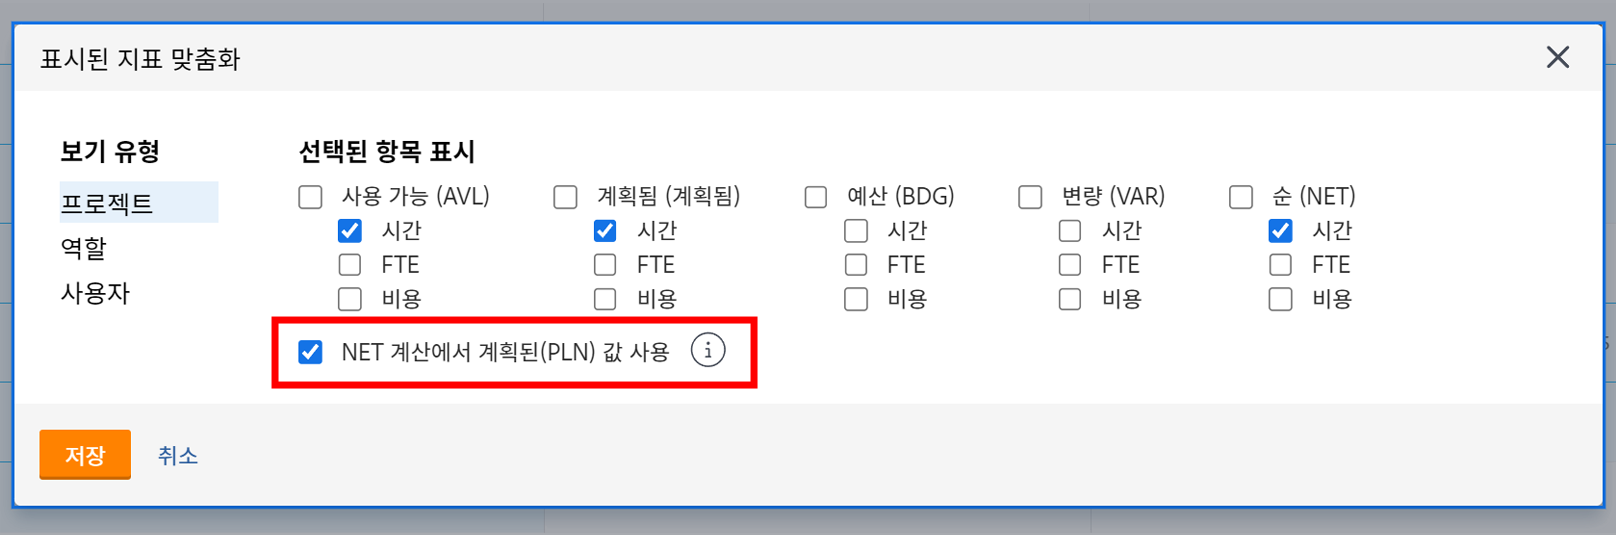 표시된 지표 맞춤화
보기 유형
프로젝트
역할
사용자
선택된 항목 표시
사용 가능 (AVL) 계획됨 (계획됨) 예산 (BDG) 변량 (VAR) 순 (NET)
시간 시간 시간 시간 시간
FTE FTE FTE FTE FTE
비용 비용 비용 비용 비용
NET 계산에서 계획된(PLN) 값 사용
저장 취소